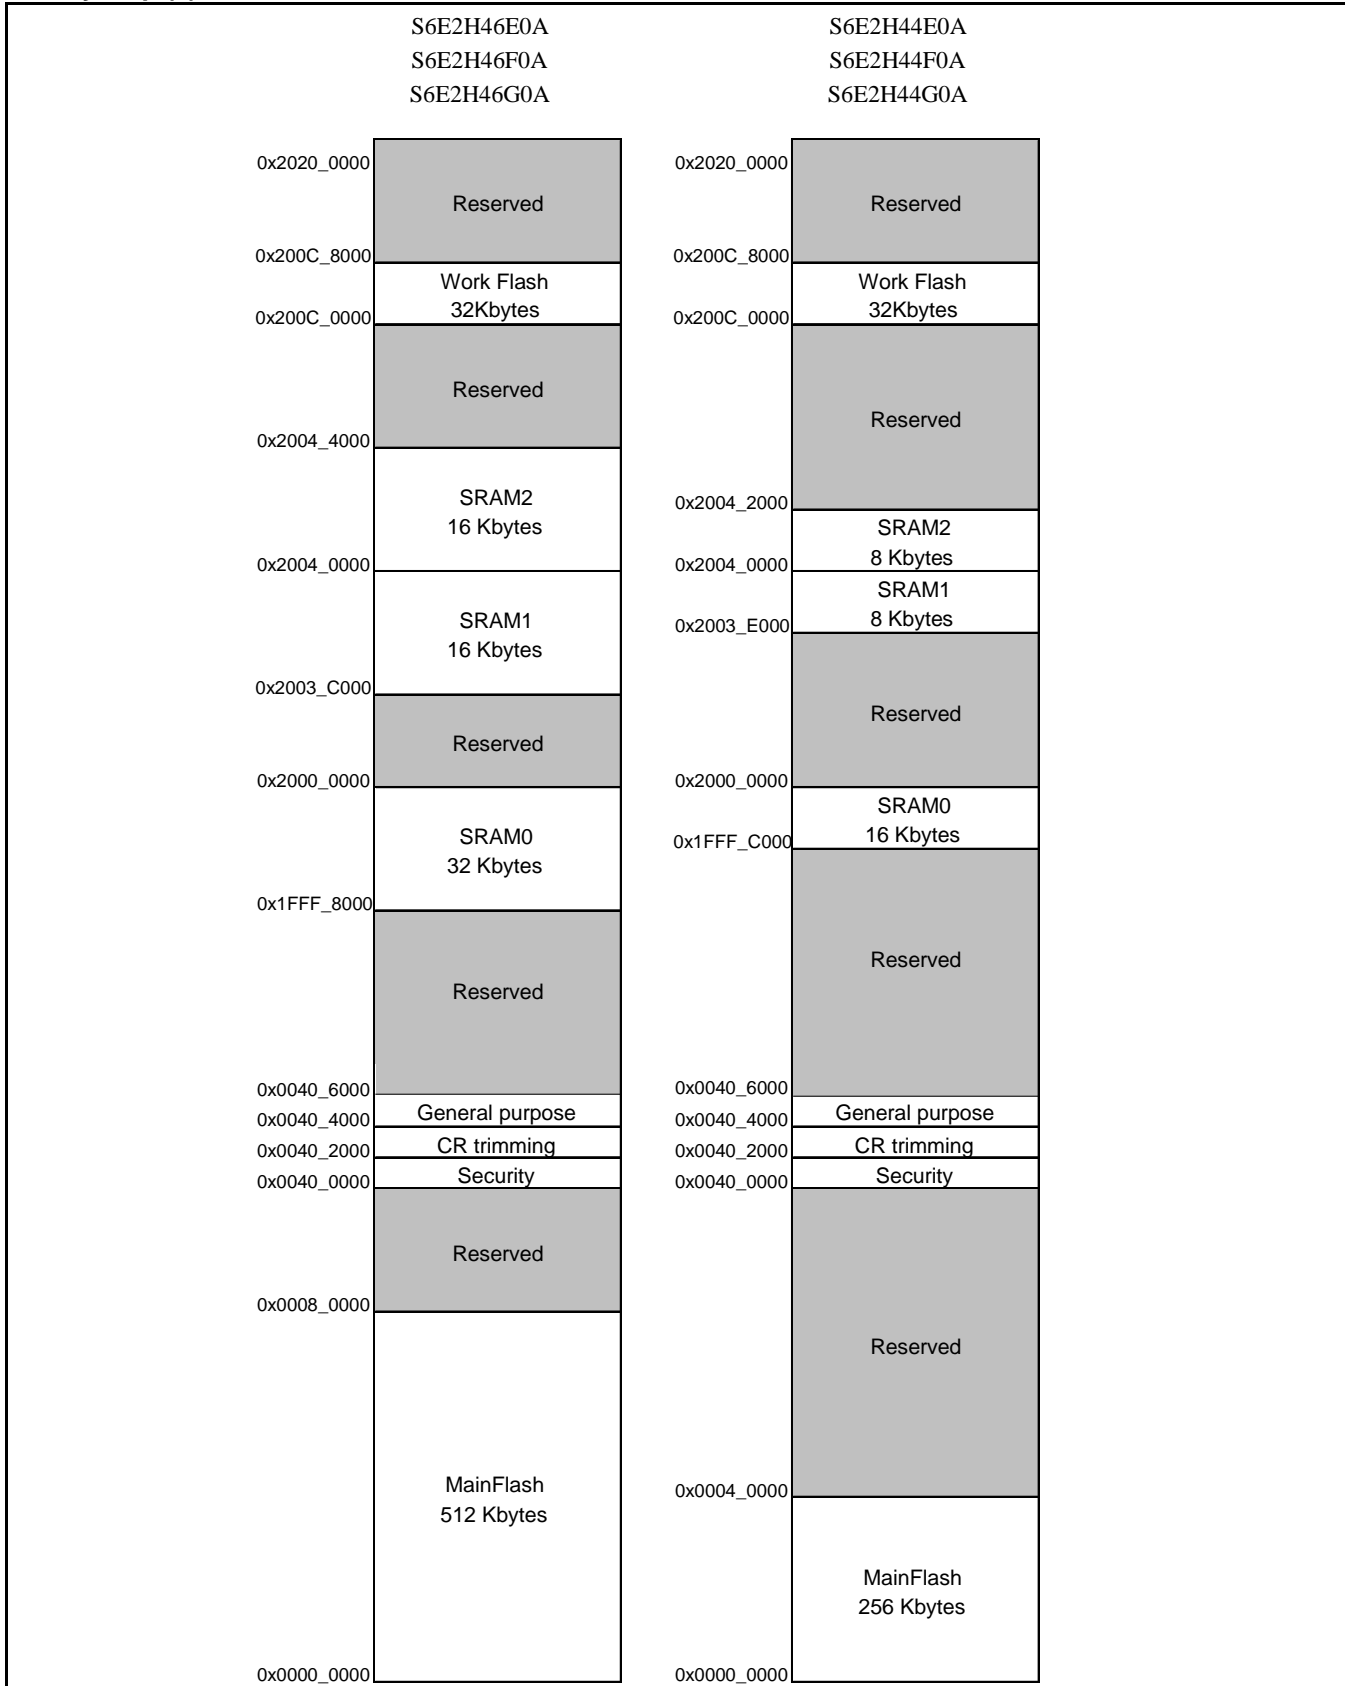 S6E2H46E0A
S6E2H46F0A
S6E2H46G0A
0x2020_0000
Reserved
0x200C_8000
Work Flash
32Kbytes
0x200C_0000
Reserved
0x2004_4000
SRAM2
16 Kbytes
0x2004_0000
SRAM1
16 Kbytes
0x2003_C000
Reserved
0x2000_0000
SRAM0
32 Kbytes
0x1FFF_8000
Reserved
0x0040_6000
General purpose
0x0040_4000
CR trimming
0x0040_2000
Security
0x0040_0000
Reserved
0x0008_0000
MainFlash
512 Kbytes
0x0000_0000
S6E2H44E0A
S6E2H44F0A
S6E2H44G0A
0x2020_0000
Reserved
0x200C_8000
Work Flash
32Kbytes
0x200C_0000
Reserved
0x2004_2000
SRAM2
8 Kbytes
0x2004_0000
SRAM1
8 Kbytes
0x2003_E000
Reserved
0x2000_0000
SRAM0
16 Kbytes
0x1FFF_C000
Reserved
0x0040_6000
General purpose
0x0040_4000
CR trimming
0x0040_2000
Security
0x0040_0000
Reserved
0x0004_0000
MainFlash
256 Kbytes
0x0000_0000